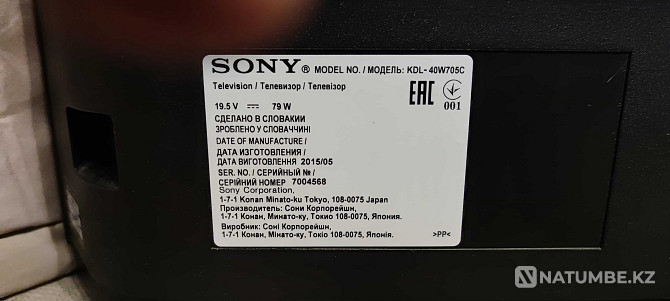 SONY® MODEL NO. / МОДЕЛЬ: KDL-40W705C
Television / Телевизор / Телевізор
19.5 V ⎓ 79 W
EAC
001
СДЕЛАНО В СЛОВАКИИ
ЗРОБЛЕНО У СЛОВАЧЧИНІ
DATE OF MANUFACTURE /
ДАТА ИЗГОТОВЛЕНИЯ /
ДАТА ВИГОТОВЛЕННЯ 2015/05
SER. NO. / СЕРИЙНЫЙ № /
СЕРІЙНИЙ НОМЕР 7004568
Sony Corporation,
1-7-1 Konan Minato-ku Tokyo, 108-0075 Japan
Производитель: Сони Корпорейшн,
1-7-1 Конан, Минато-ку, Токио 108-0075, Япония.
Виробник: Соні Корпорейшн,
1-7-1 Конан, Мінато-ку, Токіо 108-0075, Японія.
>PP<
NATUMBE.KZ